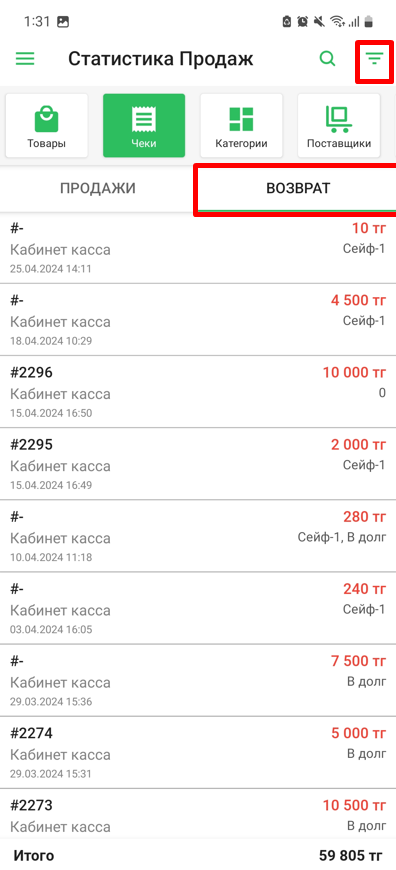 1:31
Статистика Продаж
Товары
Чеки
Категории
Поставщики
ПРОДАЖИ
ВОЗВРАТ
#-
10 тг
Кабинет касса
Сейф-1
25.04.2024 14:11
#-
4 500 тг
Кабинет касса
Сейф-1
18.04.2024 10:29
#2296
10 000 тг
Кабинет касса
0
15.04.2024 16:50
#2295
2 000 тг
Кабинет касса
Сейф-1
15.04.2024 16:49
#-
280 тг
Кабинет касса
Сейф-1, В долг
10.04.2024 11:18
#-
240 тг
Кабинет касса
Сейф-1
03.04.2024 16:05
#-
7 500 тг
Кабинет касса
В долг
29.03.2024 15:36
#2274
5 000 тг
Кабинет касса
В долг
29.03.2024 15:31
#2273
10 500 тг
Кабинет касса
В долг
Итого
59 805 тг